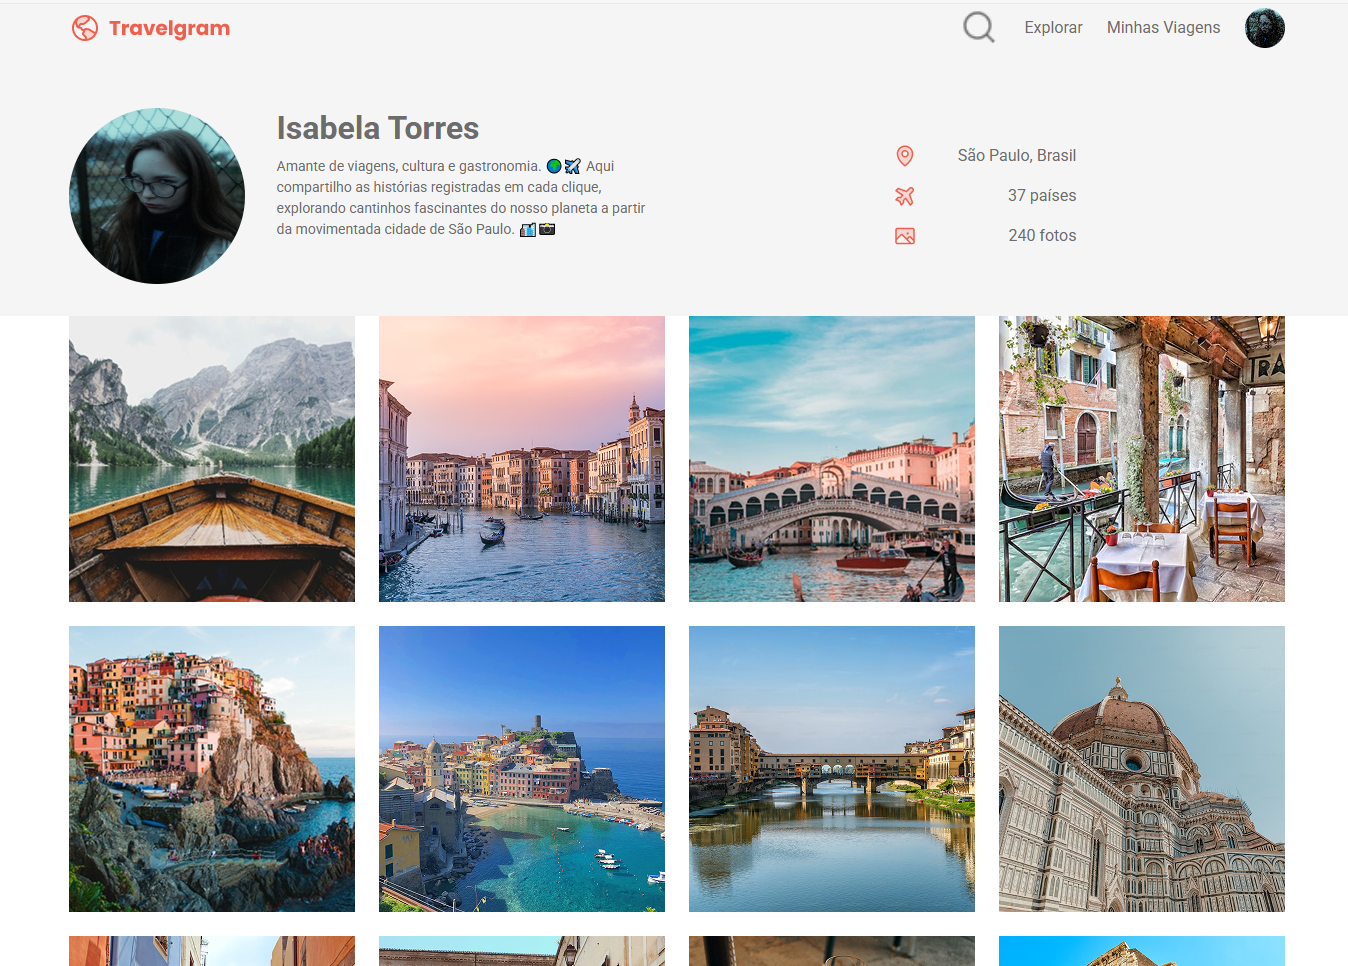 Travelgram
Explorar
Minhas Viagens
Isabela Torres
Amante de viagens, cultura e gastronomia. 🌍✈️ Aqui
compartilho as histórias registradas em cada clique,
explorando cantinhos fascinantes do nosso planeta a partir
da movimentada cidade de São Paulo. 🏙️📷
São Paulo, Brasil
37 países
240 fotos
TRA